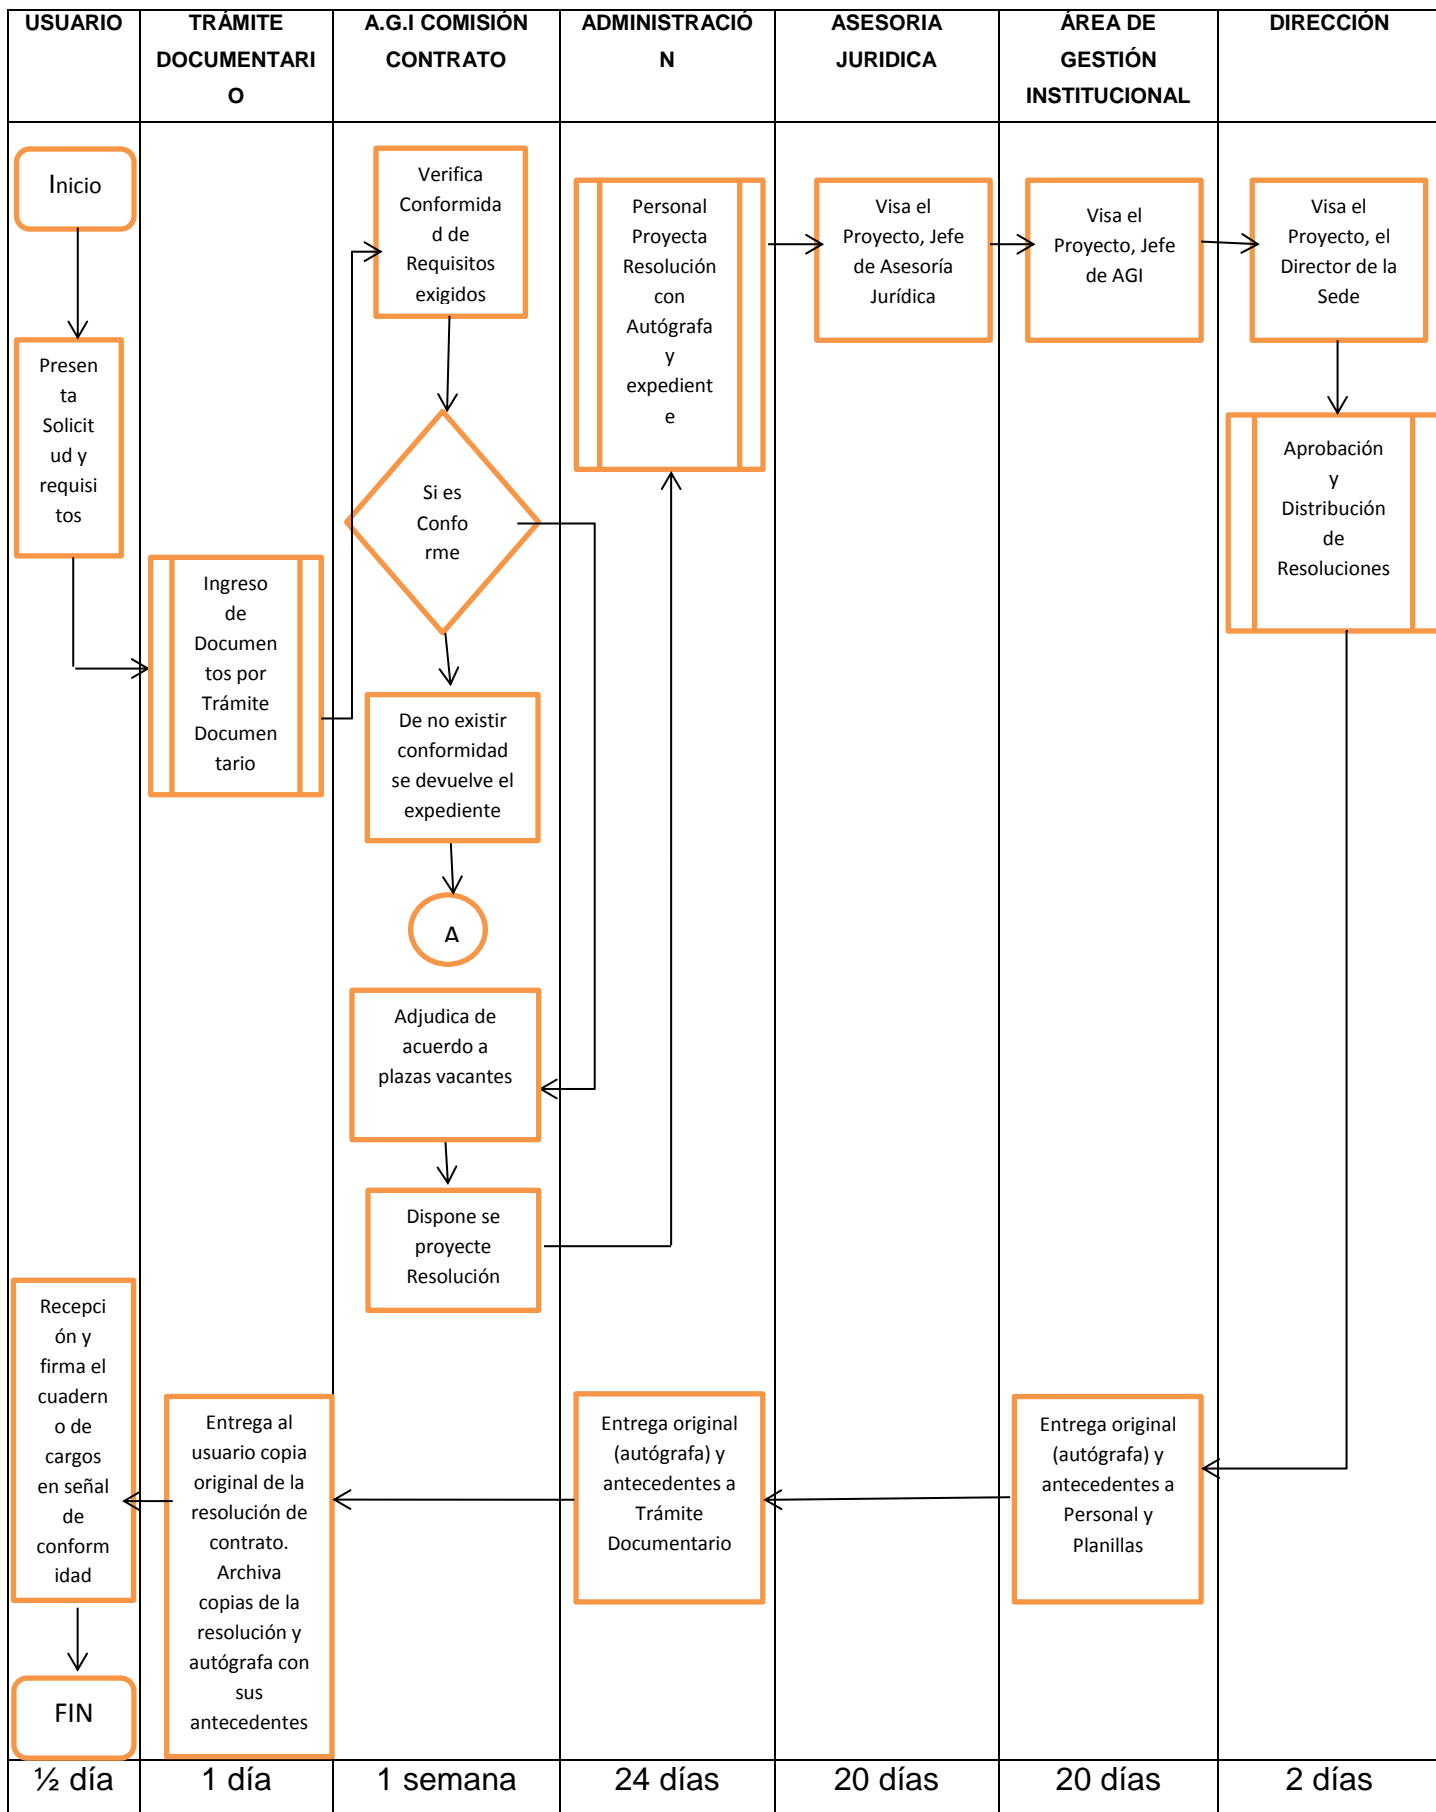 USUARIO
TRÁMITE
DOCUMENTARI
O
A.G.I COMISIÓN
CONTRATO
ADMINISTRACIÓ
N
ASESORIA
JURIDICA
ÁREA DE
GESTIÓN
INSTITUCIONAL
DIRECCIÓN
Inicio
Presen
ta
Solicit
ud y
requisi
tos
Ingreso
de
Documen
tos por
Trámite
Documen
tario
Verifica
Conformida
d de
Requisitos
exigidos
Si es
Confo
rme
De no existir
conformidad
se devuelve el
expediente
A
Adjudica de
acuerdo a
plazas vacantes
Dispone se
proyecte
Resolución
Personal
Proyecta
Resolución
con
Autógrafa
y
expedient
e
Visa el
Proyecto, Jefe
de Asesoría
Jurídica
Visa el
Proyecto, Jefe
de AGI
Visa el
Proyecto, el
Director de la
Sede
Aprobación
y
Distribución
de
Resoluciones
Entrega original
(autógrafa) y
antecedentes a
Personal y
Planillas
Entrega original
(autógrafa) y
antecedentes a
Trámite
Documentario
Entrega al
usuario copia
original de la
resolución de
contrato.
Archiva
copias de la
resolución y
autógrafa con
sus
antecedentes
Recepci
ón y
firma el
cuadern
o de
cargos
en señal
de
conform
idad
FIN
½ día
1 día
1 semana
24 días
20 días
20 días
2 días